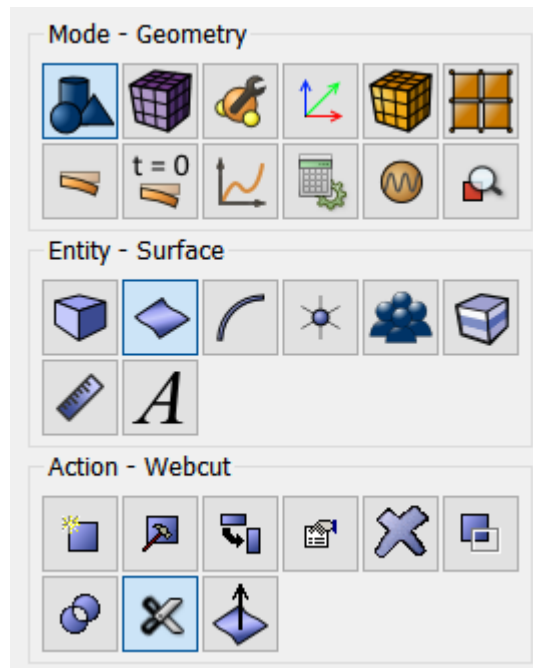 Mode - Geometry
t = 0
Entity - Surface
A
Action - Webcut